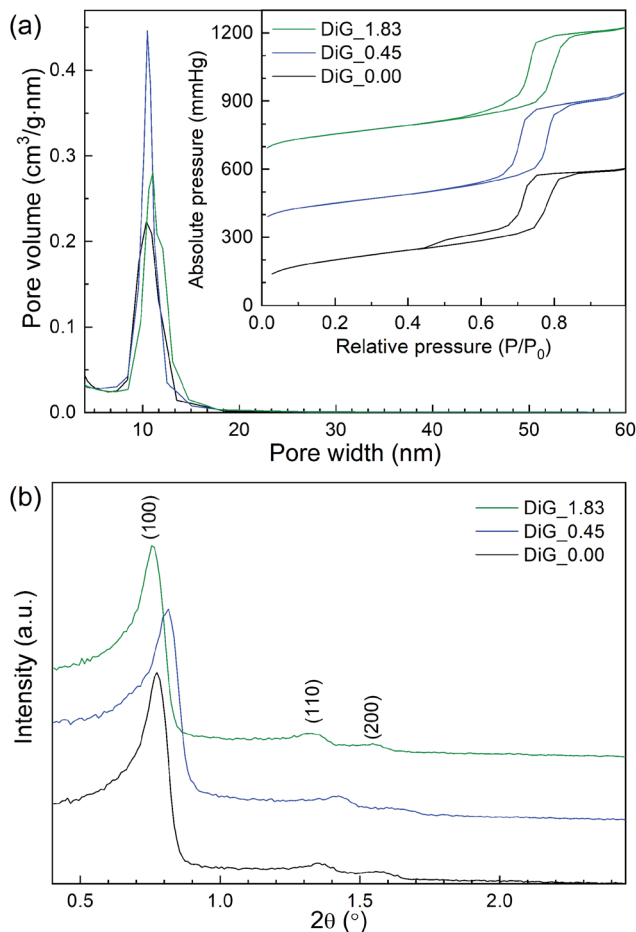 (a)
DiG_1.83
DiG_0.45
DiG_0.00
Pore volume (cm³/g·nm)
0.4
0.3
0.2
0.1
0.0
10 20 30 40 50 60
Pore width (nm)
Absolute pressure (mmHg)
1200
900
600
300
0
0.0 0.2 0.4 0.6 0.8
Relative pressure (P/P₀)
(b)
DiG_1.83
DiG_0.45
DiG_0.00
(100)
(110)
(200)
Intensity (a.u.)
0.5 1.0 1.5 2.0
2θ (°)